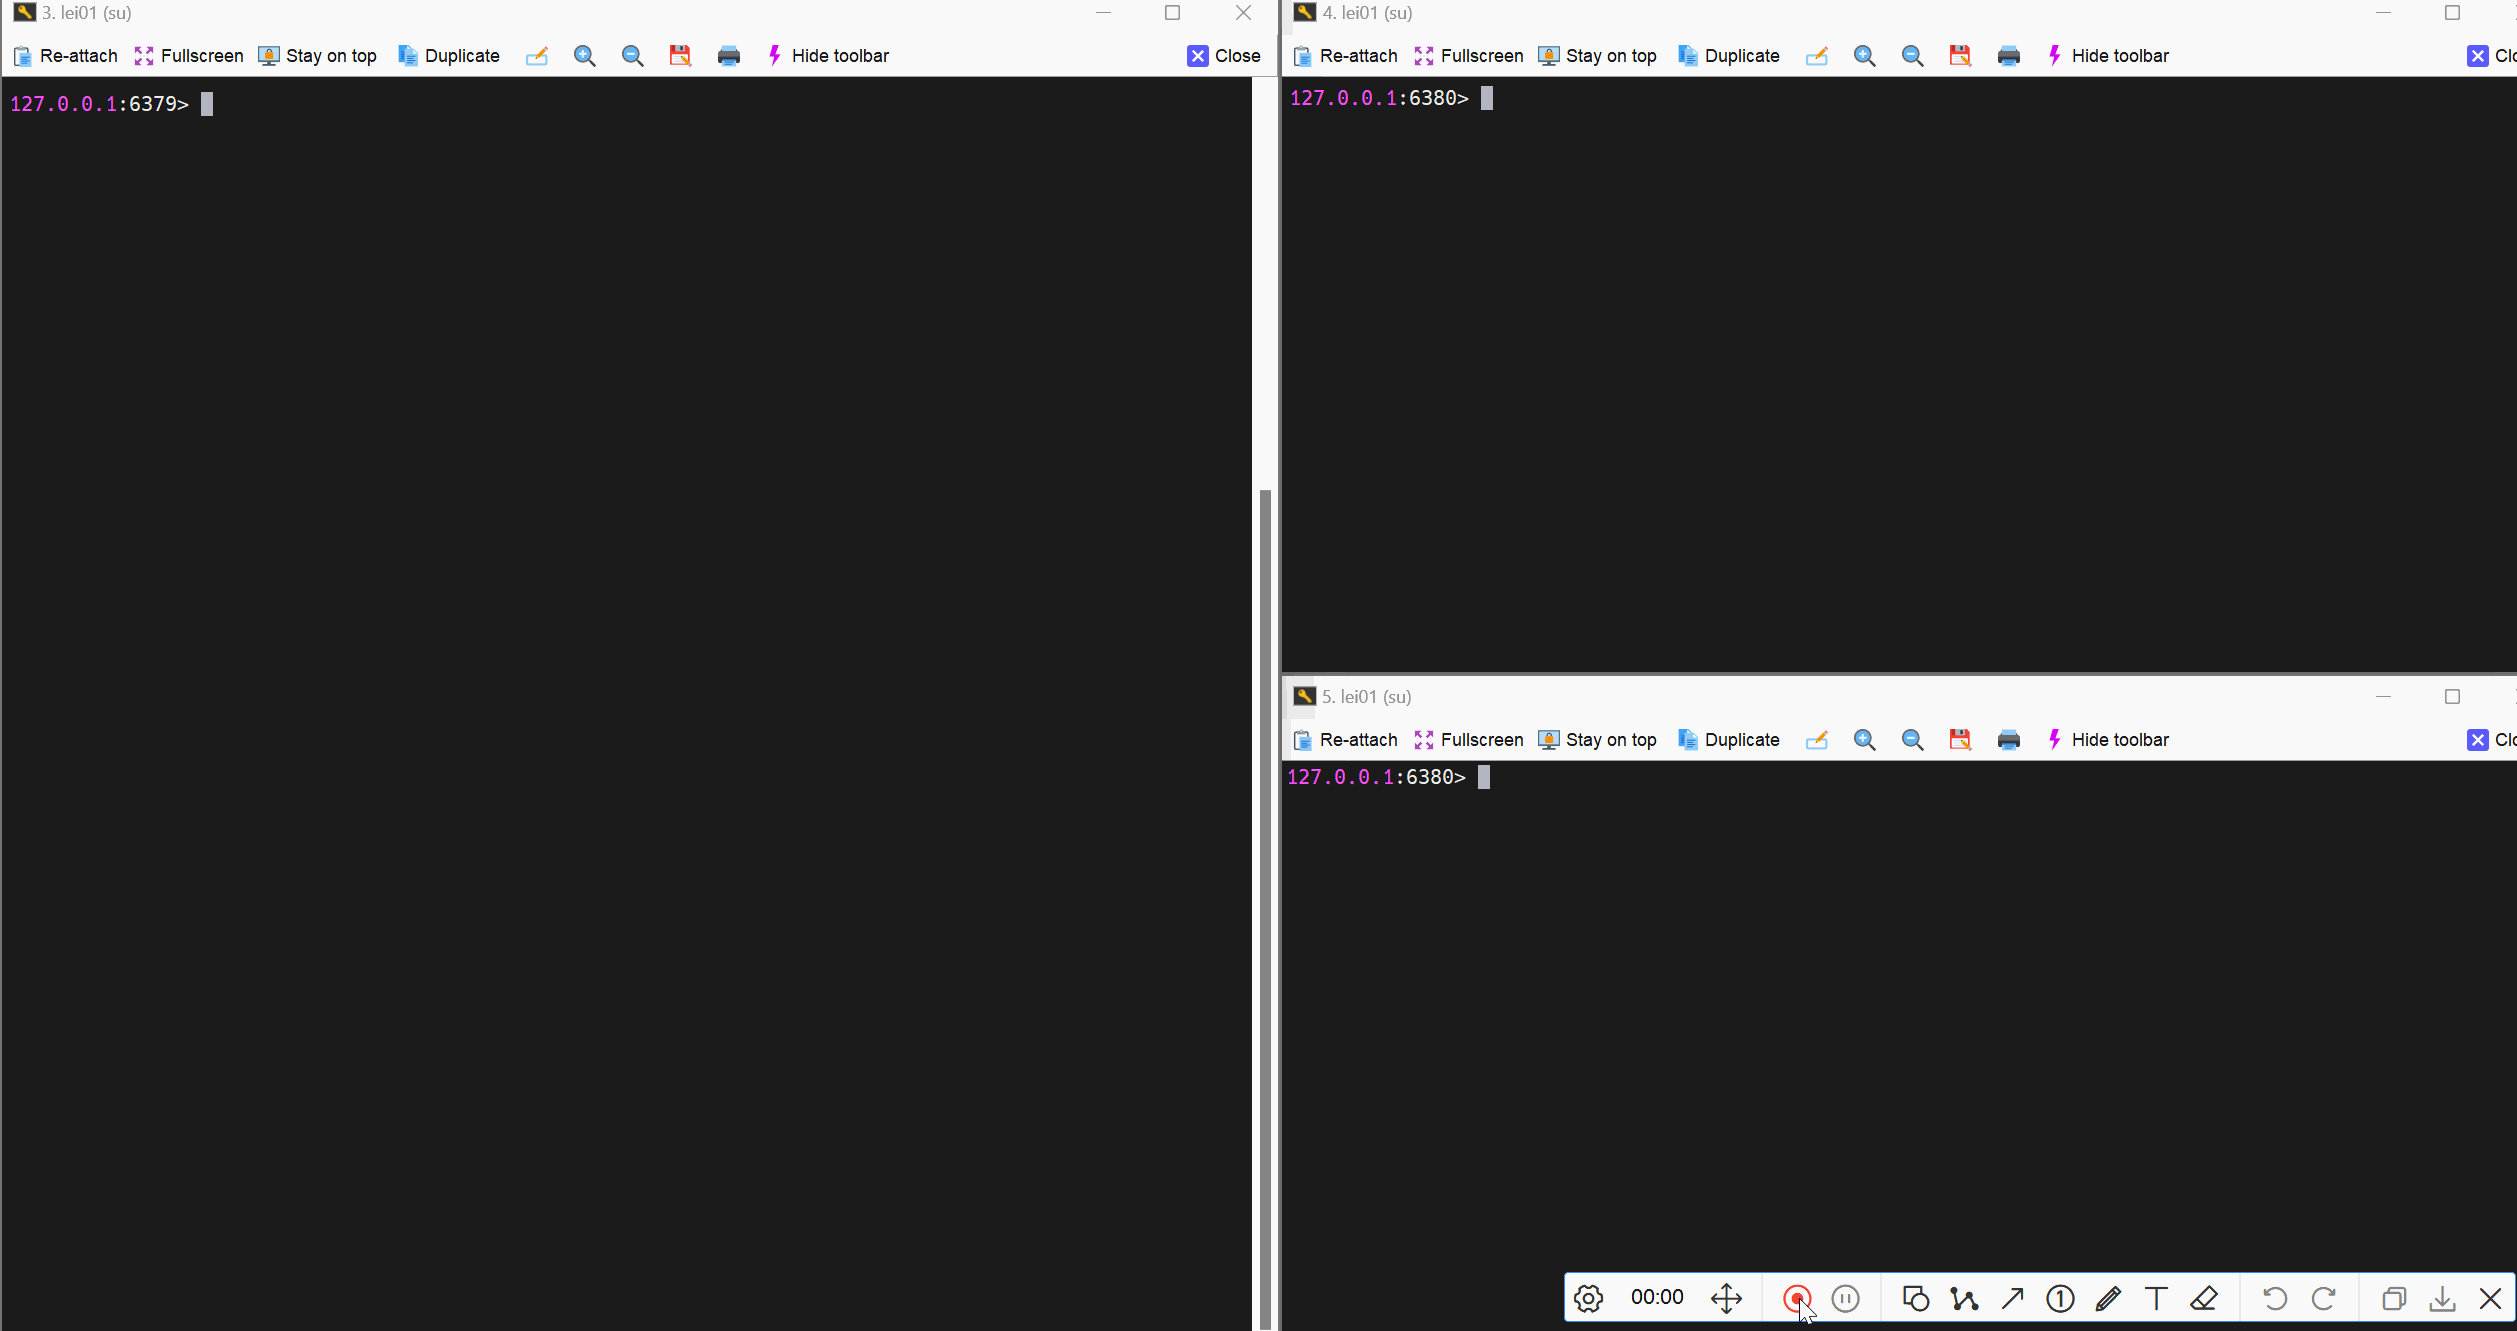 3. lei01 (su)
Re-attach Fullscreen Stay on top Duplicate Hide toolbar Close
127.0.0.1:6379>
4. lei01 (su)
Re-attach Fullscreen Stay on top Duplicate Hide toolbar
127.0.0.1:6380>
5. lei01 (su)
Re-attach Fullscreen Stay on top Duplicate Hide toolbar
127.0.0.1:6380>
00:00